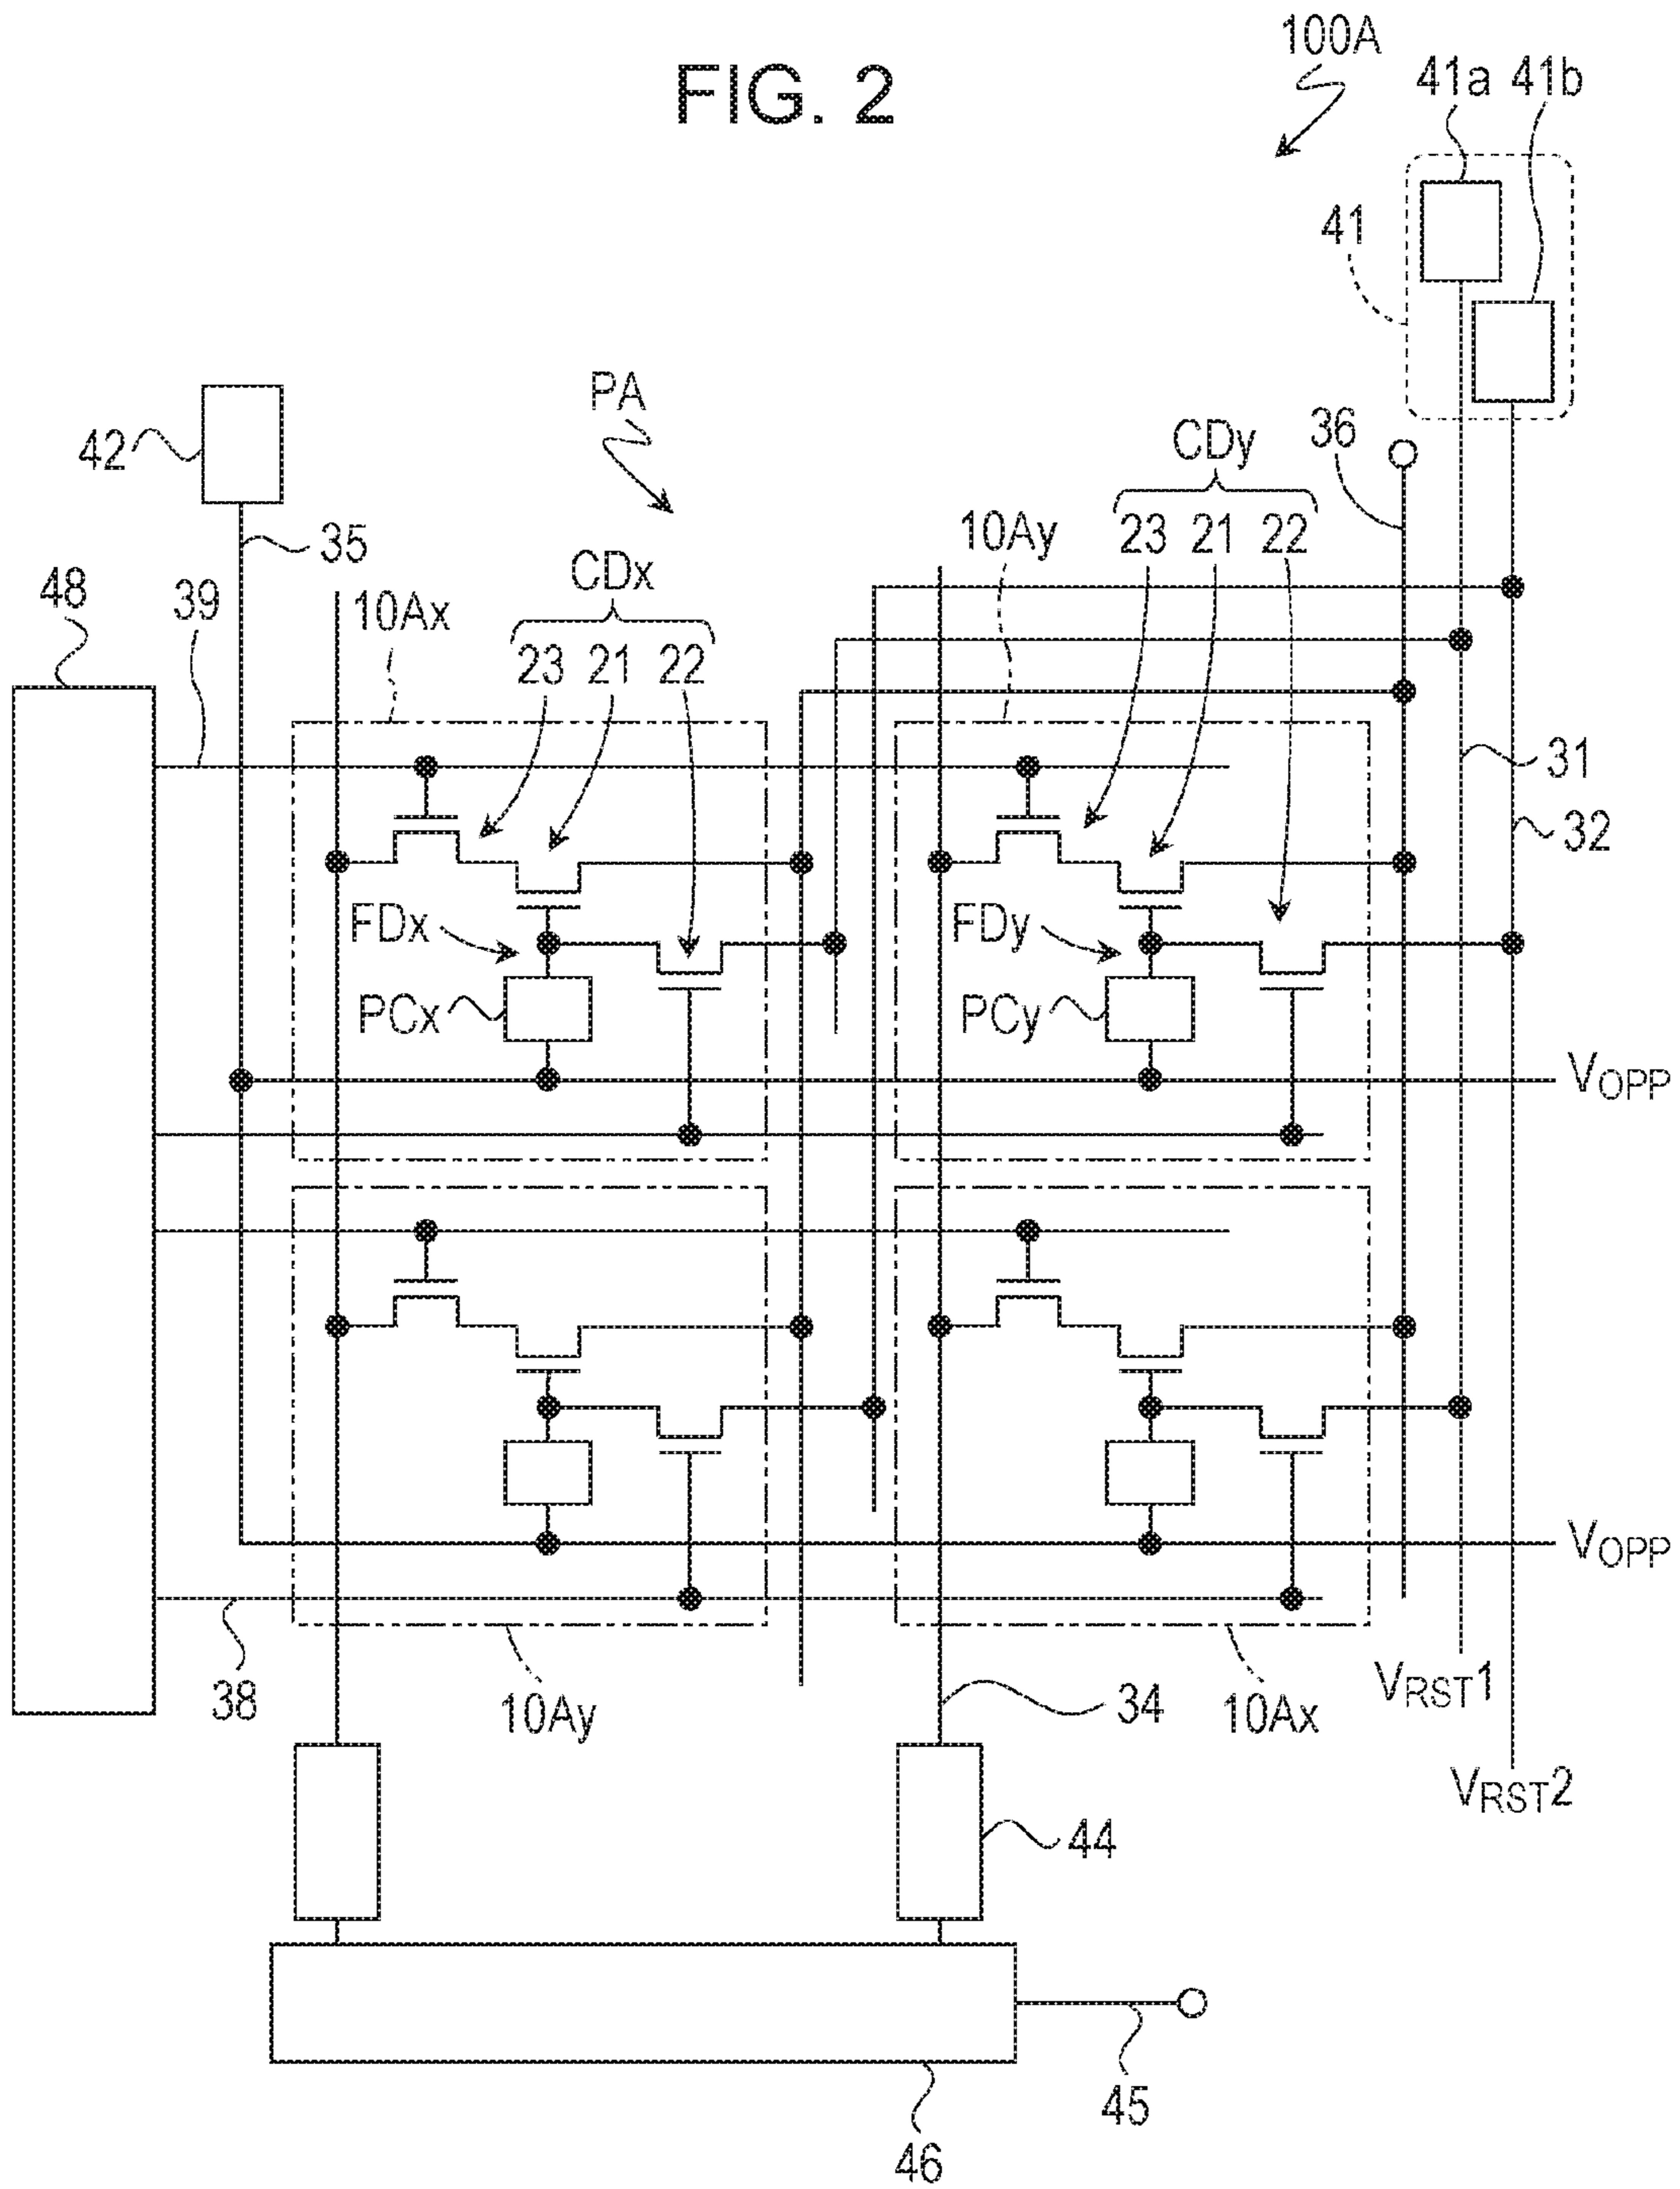 FIG. 2
100A
41a 41b
41
42
35
PA
CDy
36
10Ay
23 21 22
48
39
10Ax
CDx
23 21 22
31
32
FDx
FDy
PCx
PCy
VOPP
VOPP
38
10Ay
34
10Ax
VRST1
VRST2
44
45
46